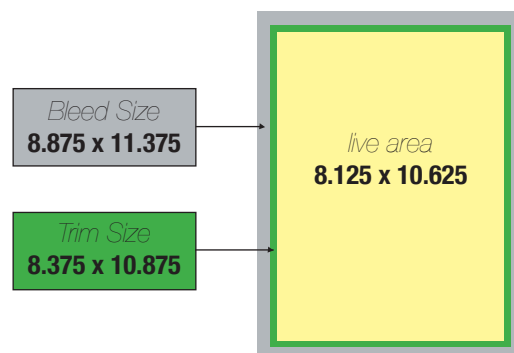 Bleed Size
8.875 x 11.375
live area
8.125 x 10.625
Trim Size
8.375 x 10.875